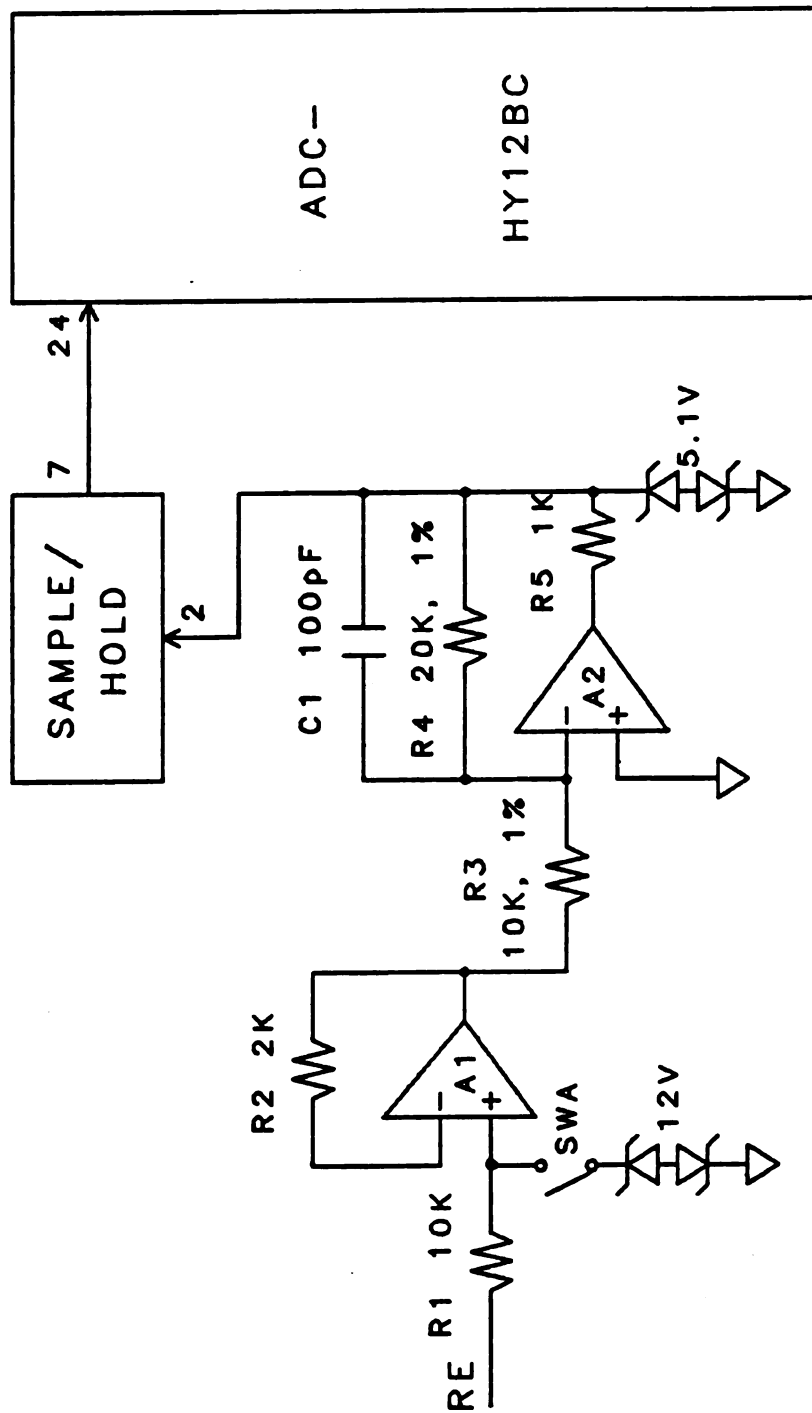 SAMPLE/
HOLD
7
24
2
ADC-
HY12BC
C1 100pF
R4 20K, 1%
R5 1K
5.1V
R3
10K, 1%
A2
-
+
R2 2K
A1
-
+
SWA
12V
R1 10K
RE